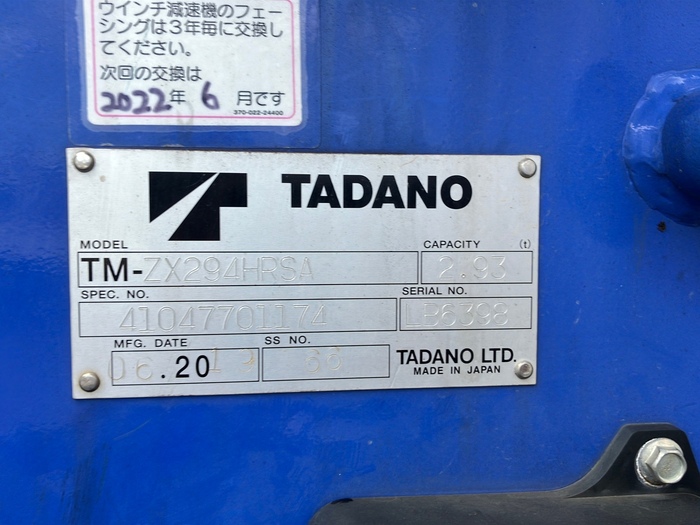 ウインチ減速機のフェー
シングは３年毎に交換し
てください。
次回の交換は
2022年 6 月です
370-022-24400
TADANO
MODEL
CAPACITY (t)
TM-ZX294HRSA
2.93
SPEC. NO.
SERIAL NO.
41047701174
LB6398
MFG. DATE
SS NO.
06.20
TADANO LTD.
MADE IN JAPAN